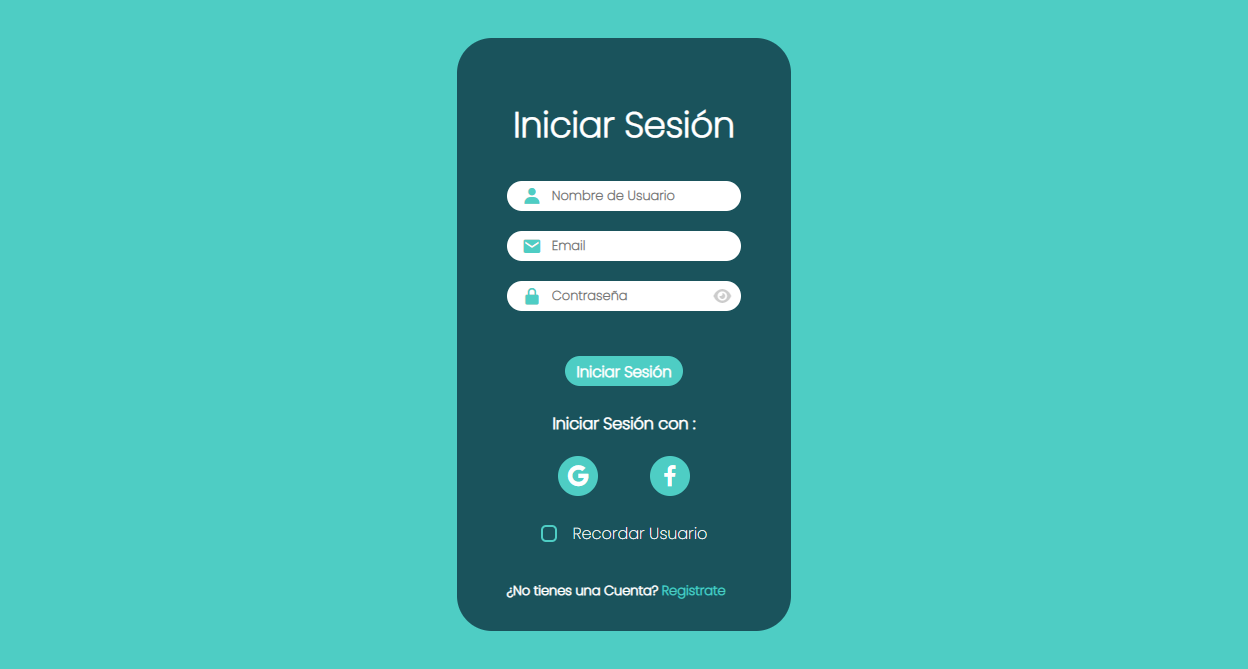 Iniciar Sesión
Nombre de Usuario
Email
Contraseña
Iniciar Sesión
Iniciar Sesión con :
Recordar Usuario
¿No tienes una Cuenta? Registrate